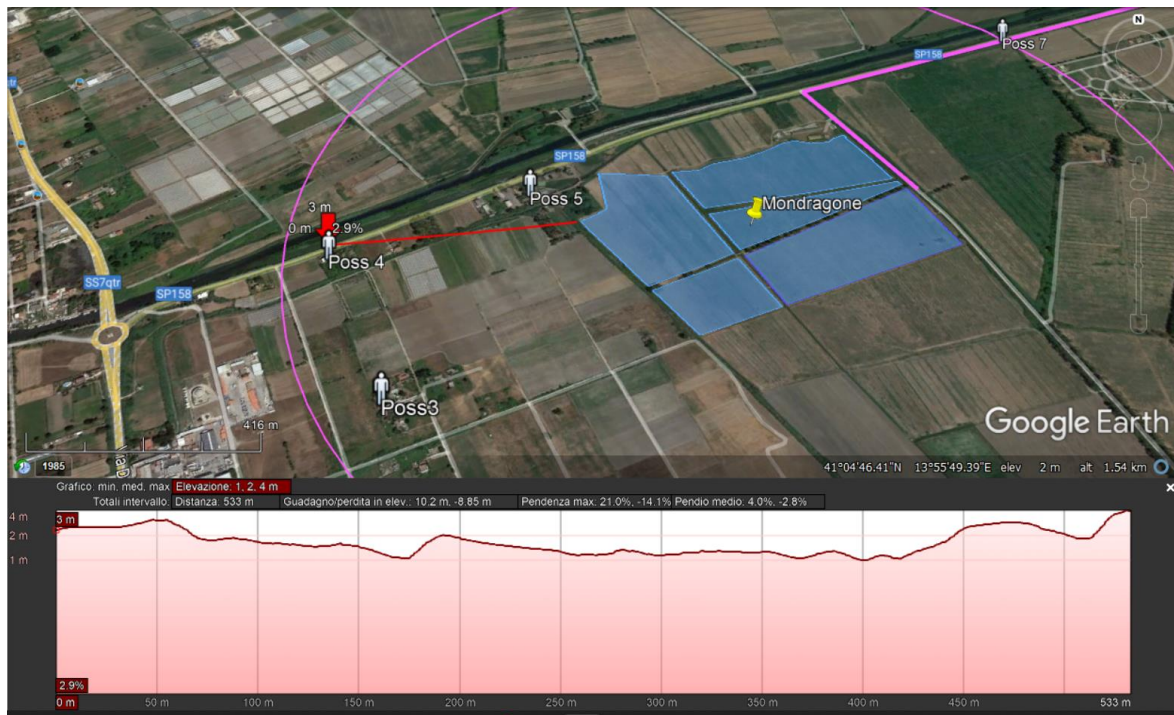 N
Poss 7
SP158
qtr
SP158
Poss 5
Mondragone
3 m
0 m
2.9%
Poss 4
SS7qtr
SP158
Poss3
416 m
Google Earth
1985
41°04'46.41"N 13°55'49.39"E elev 2 m alt 1.54 km
Grafico: min. med. max Elevazione: 1, 2, 4 m
Totali intervallo: Distanza: 533 m Guadagno/perdita in elev.: 10.2 m, -8.85 m Pendenza max: 21.0%, -14.1% Pendio medio: 4.0%, -2.8%
4 m
3 m
2 m
1 m
2.9%
0 m 50 m 100 m 150 m 200 m 250 m 300 m 350 m 400 m 450 m 533 m